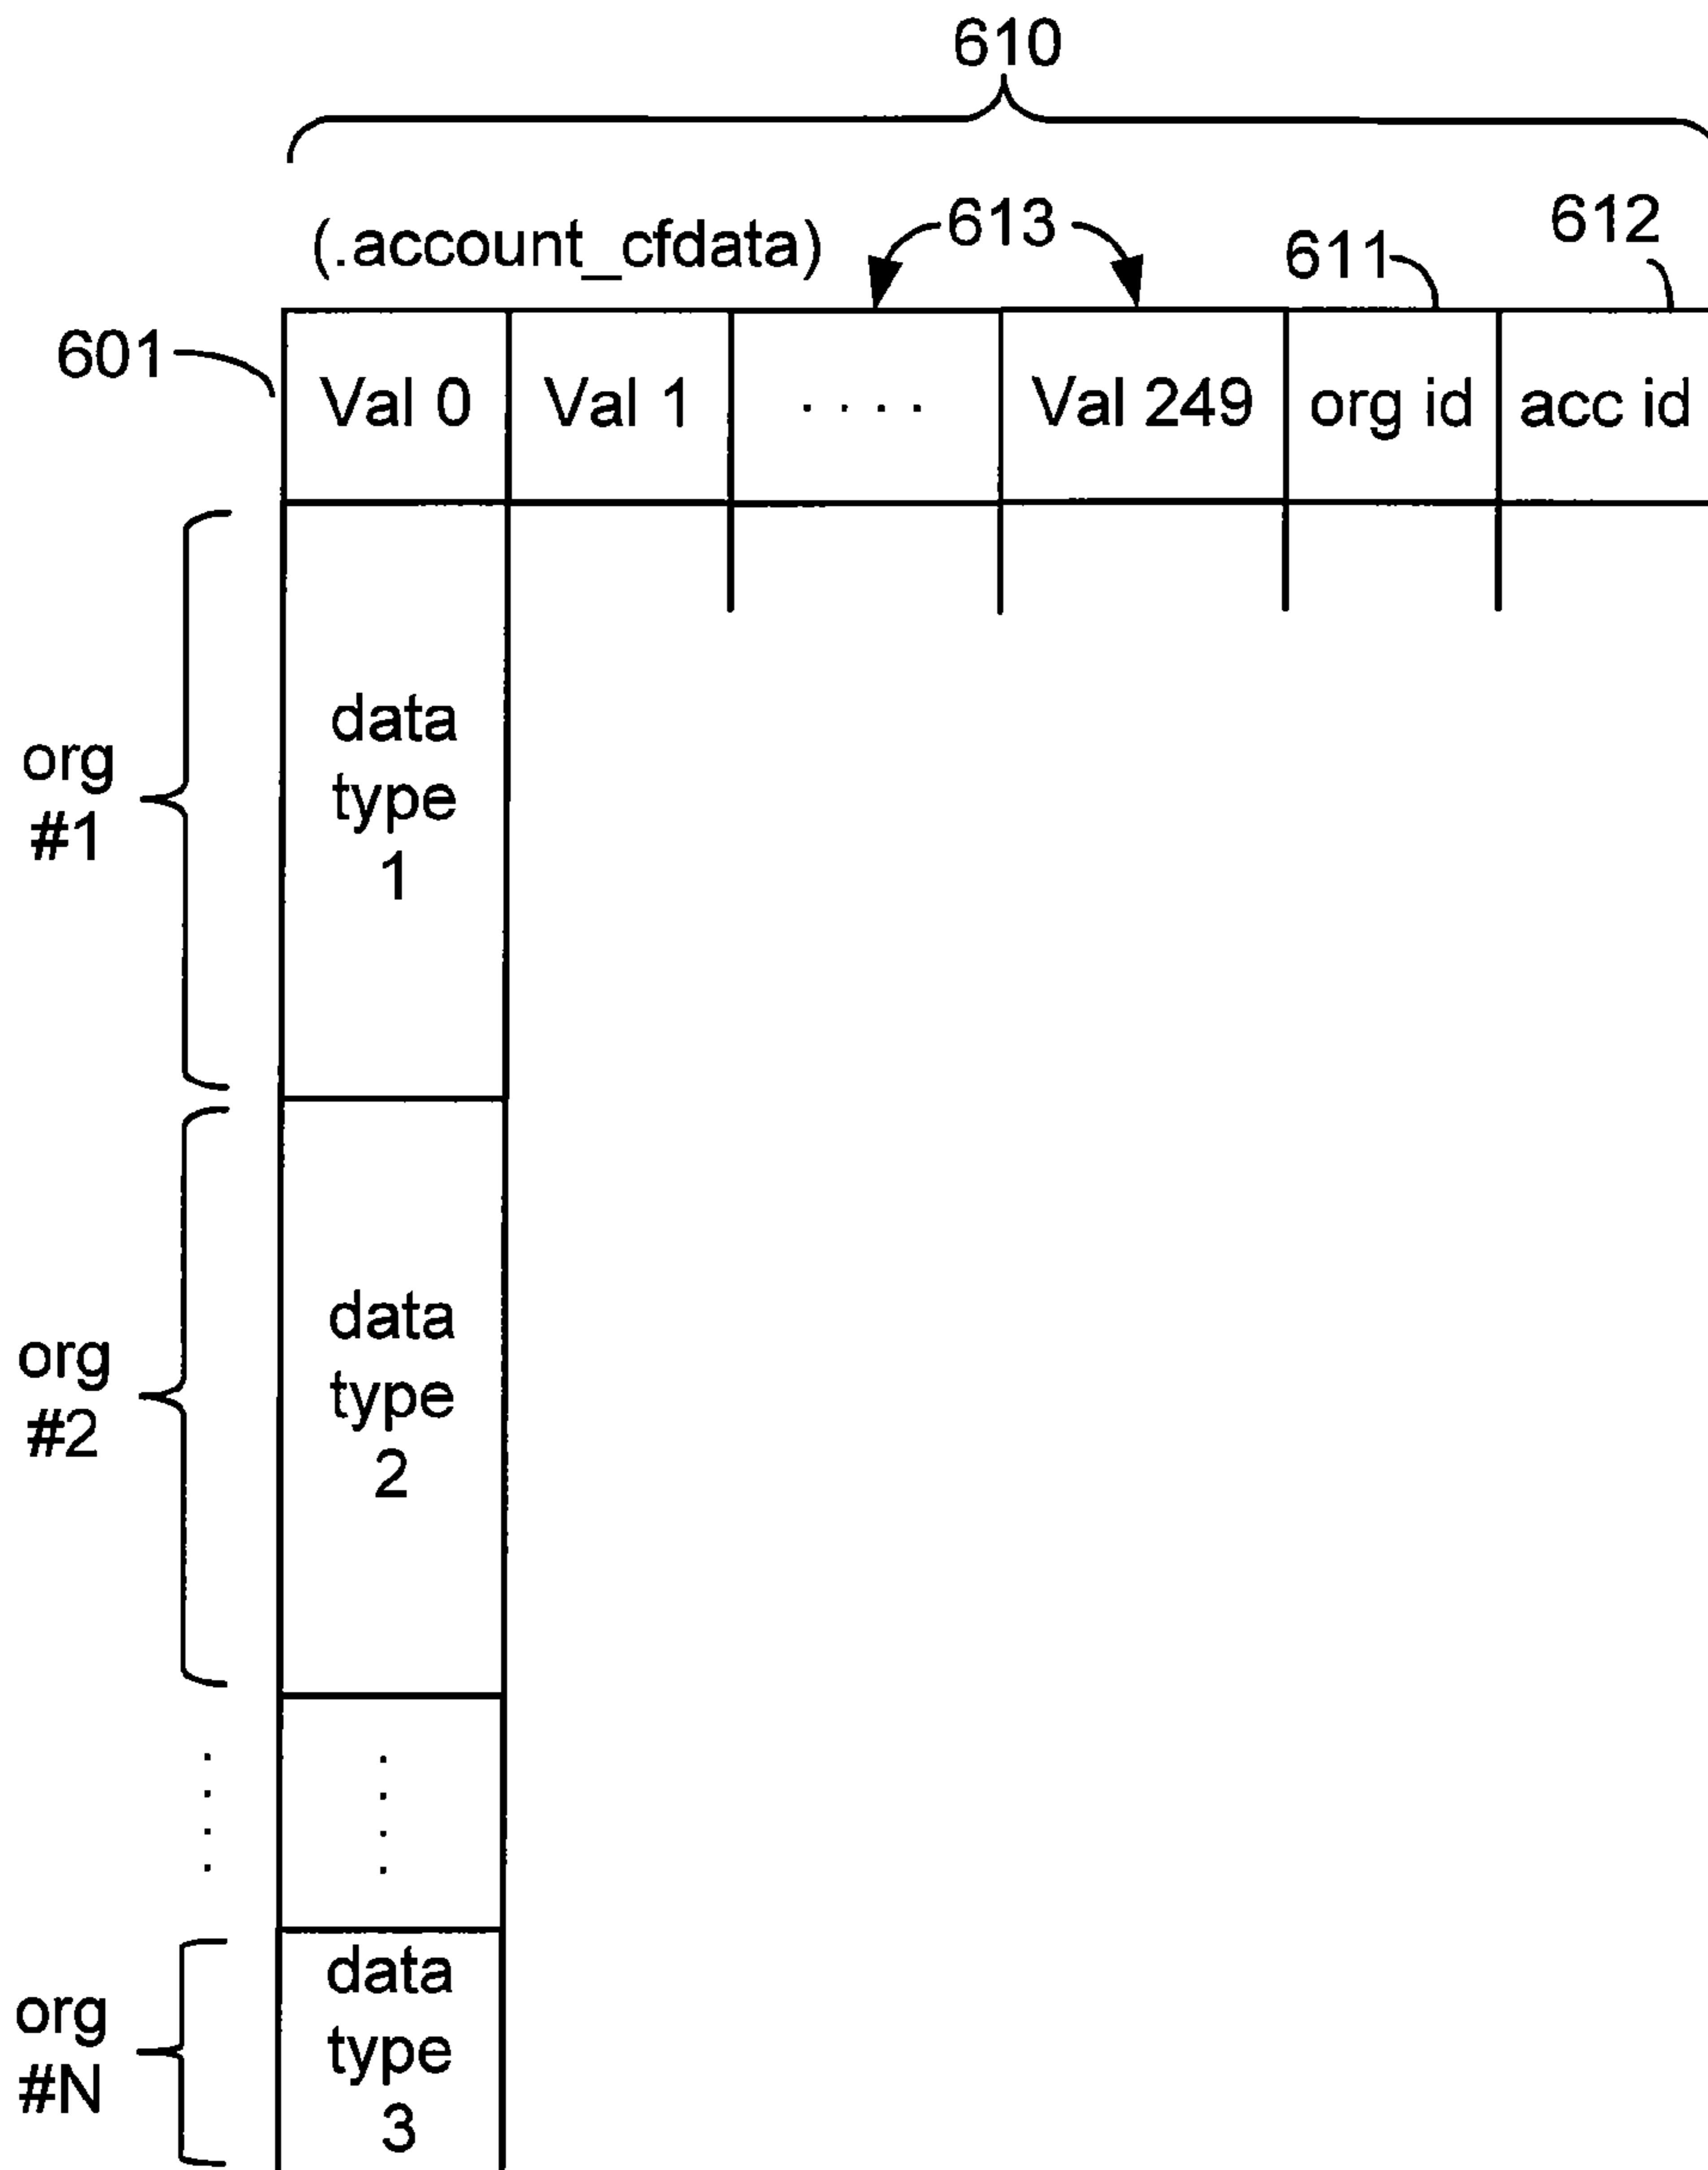 610
(.account_cfdata)
613
611
612
601
Val 0 Val 1 .... Val 249 org id acc id
data
type
1
org
#1
data
type
2
org
#2
....
....
data
type
3
org
#N